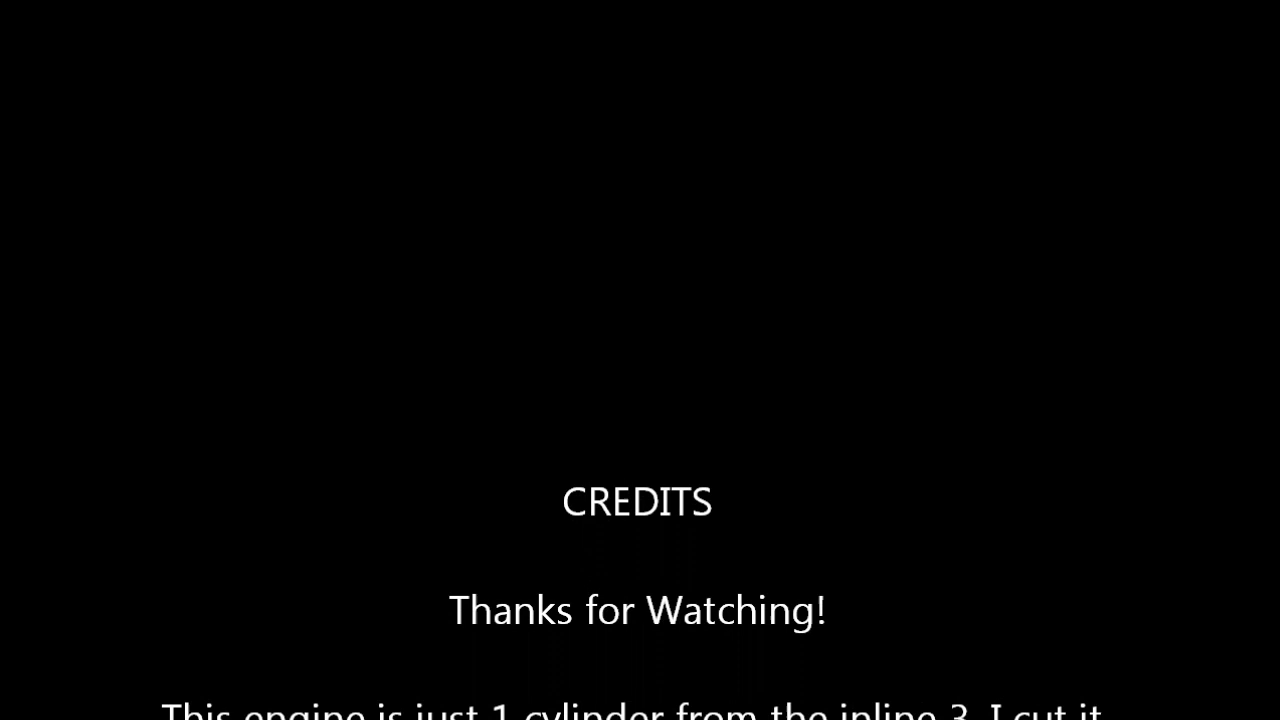 CREDITS
Thanks for Watching!
This engine is just 1 cylinder from the inline 3. I cut it